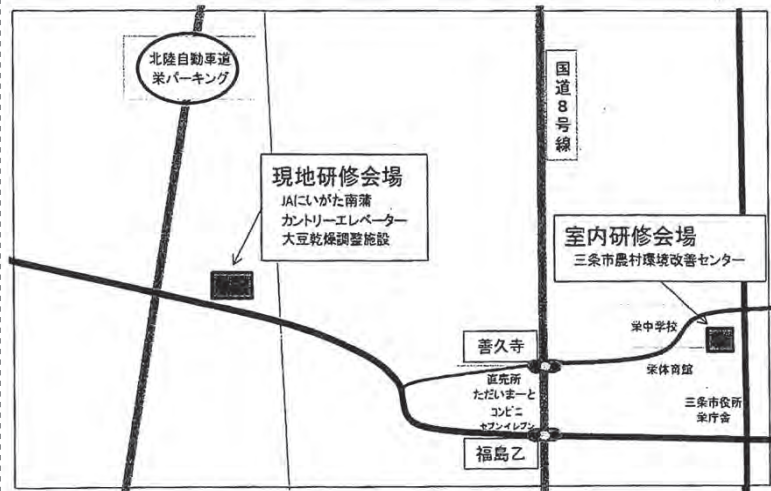 北陸自動車道
栄パーキング
国道8号線
現地研修会場
JAにいがた南蒲
カントリーエレベーター
大豆乾燥調整施設
室内研修会場
三条市農村環境改善センター
栄中学校
善久寺
栄体育館
直売所
ただいまーと
コンビニ
セブンイレブン
三条市役所
栄庁舎
福島乙